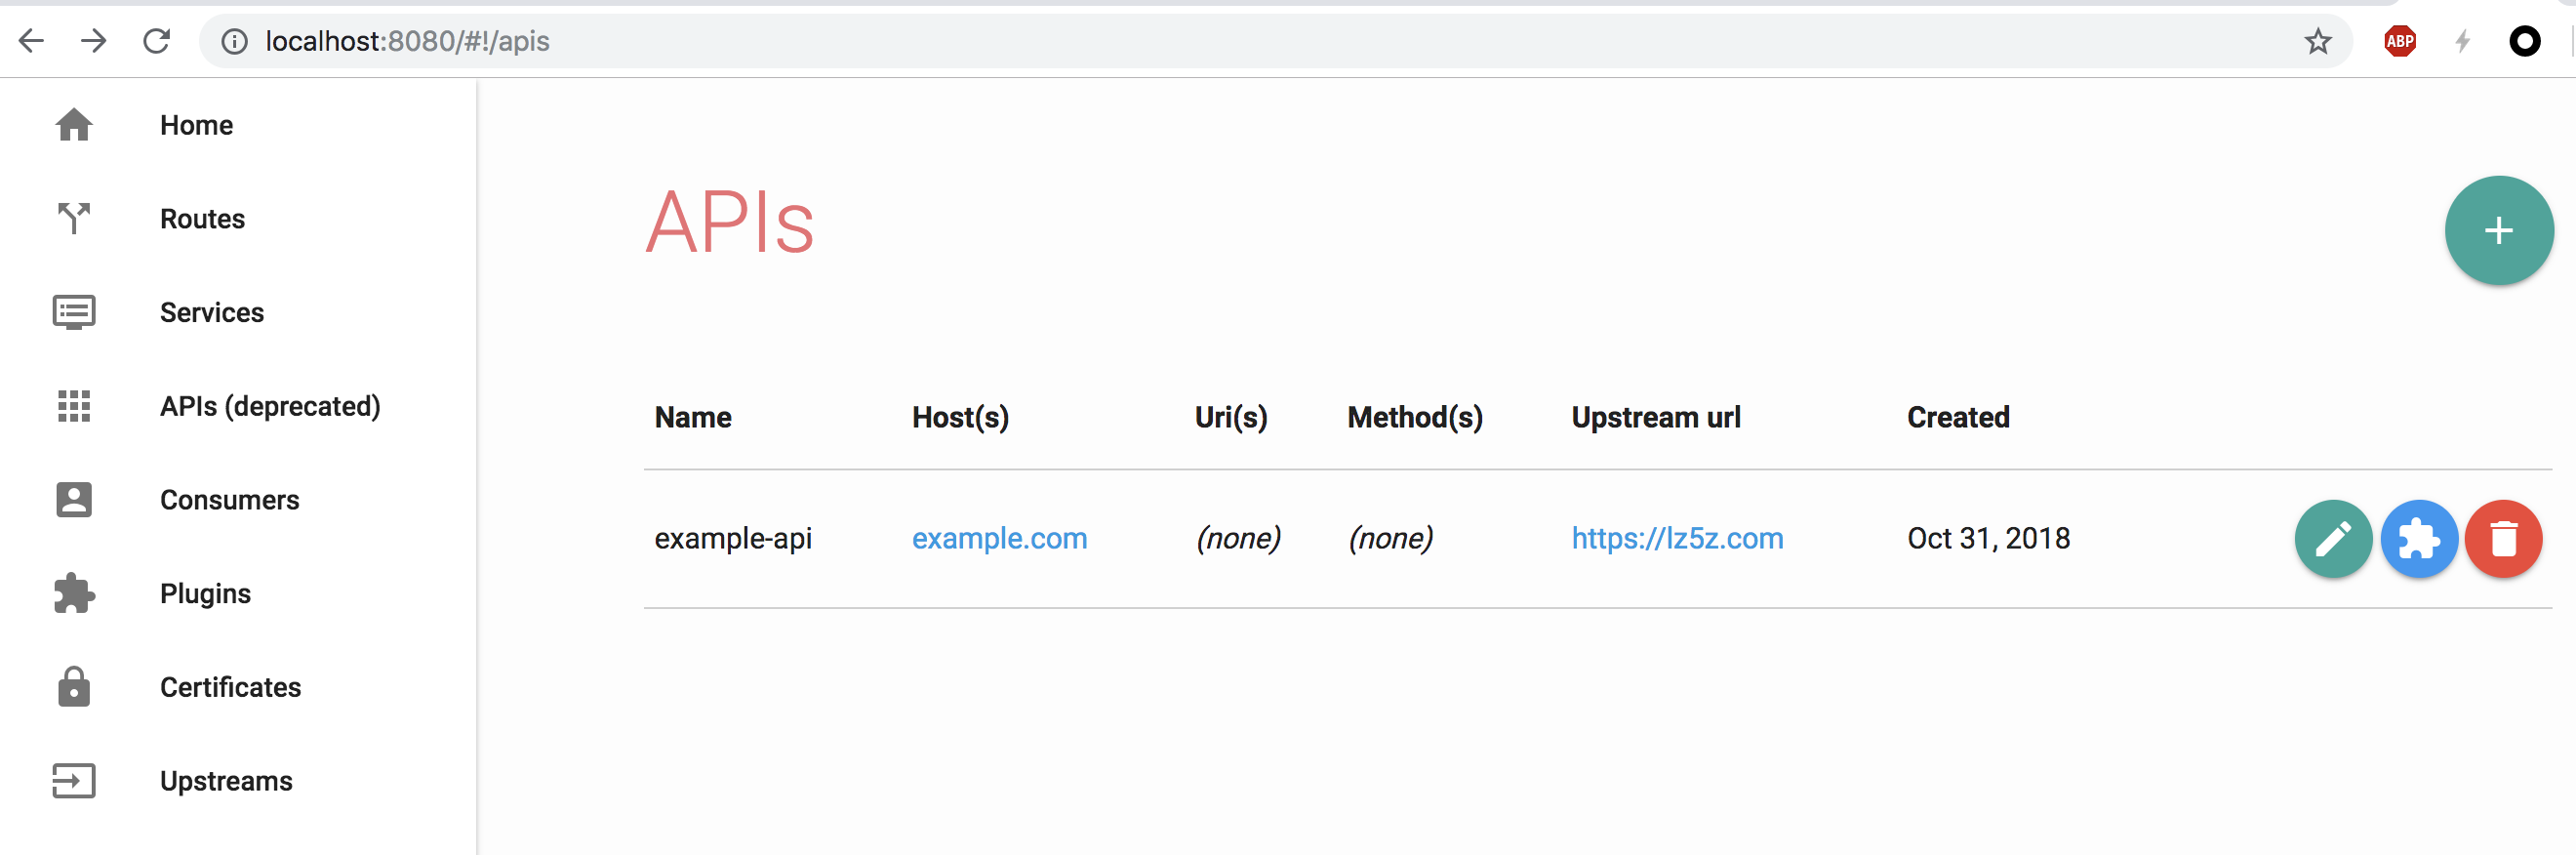 localhost:8080/#!/apis
ABP
Home
Routes
Services
APIs (deprecated)
Consumers
Plugins
Certificates
Upstreams
APIs
+
Name Host(s) Uri(s) Method(s) Upstream url Created
example-api example.com (none) (none) https://lz5z.com Oct 31, 2018